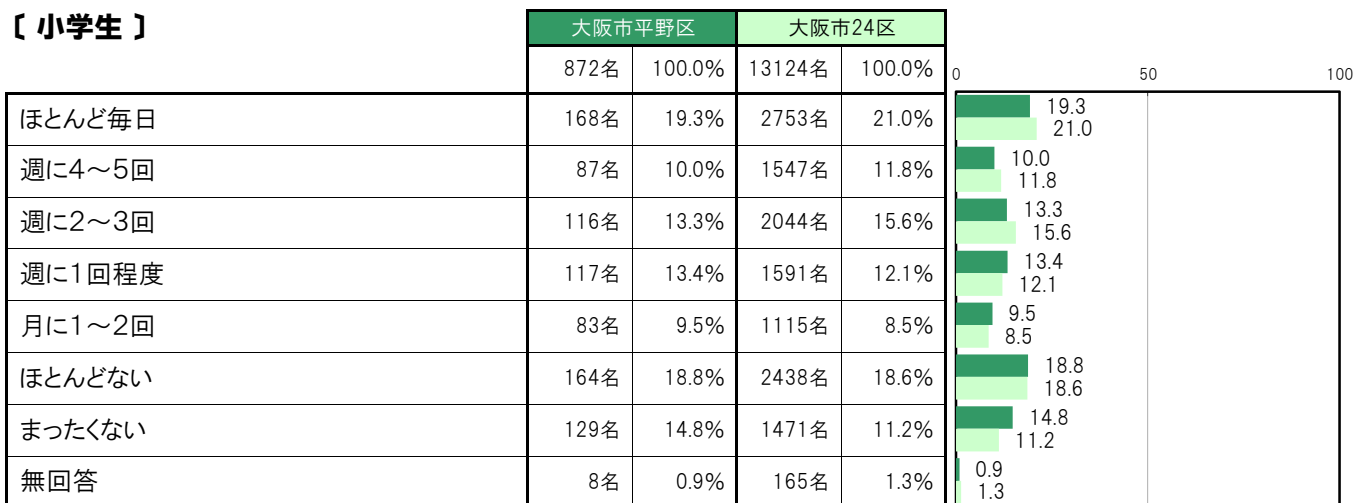 〔 小学生 〕
大阪市平野区 大阪市24区
872名 100.0% 13124名 100.0%
0 50 100
ほとんど毎日 168名 19.3% 2753名 21.0% 19.3
21.0
週に4～5回 87名 10.0% 1547名 11.8% 10.0
11.8
週に2～3回 116名 13.3% 2044名 15.6% 13.3
15.6
週に1回程度 117名 13.4% 1591名 12.1% 13.4
12.1
月に1～2回 83名 9.5% 1115名 8.5% 9.5
8.5
ほとんどない 164名 18.8% 2438名 18.6% 18.8
18.6
まったくない 129名 14.8% 1471名 11.2% 14.8
11.2
無回答 8名 0.9% 165名 1.3% 0.9
1.3